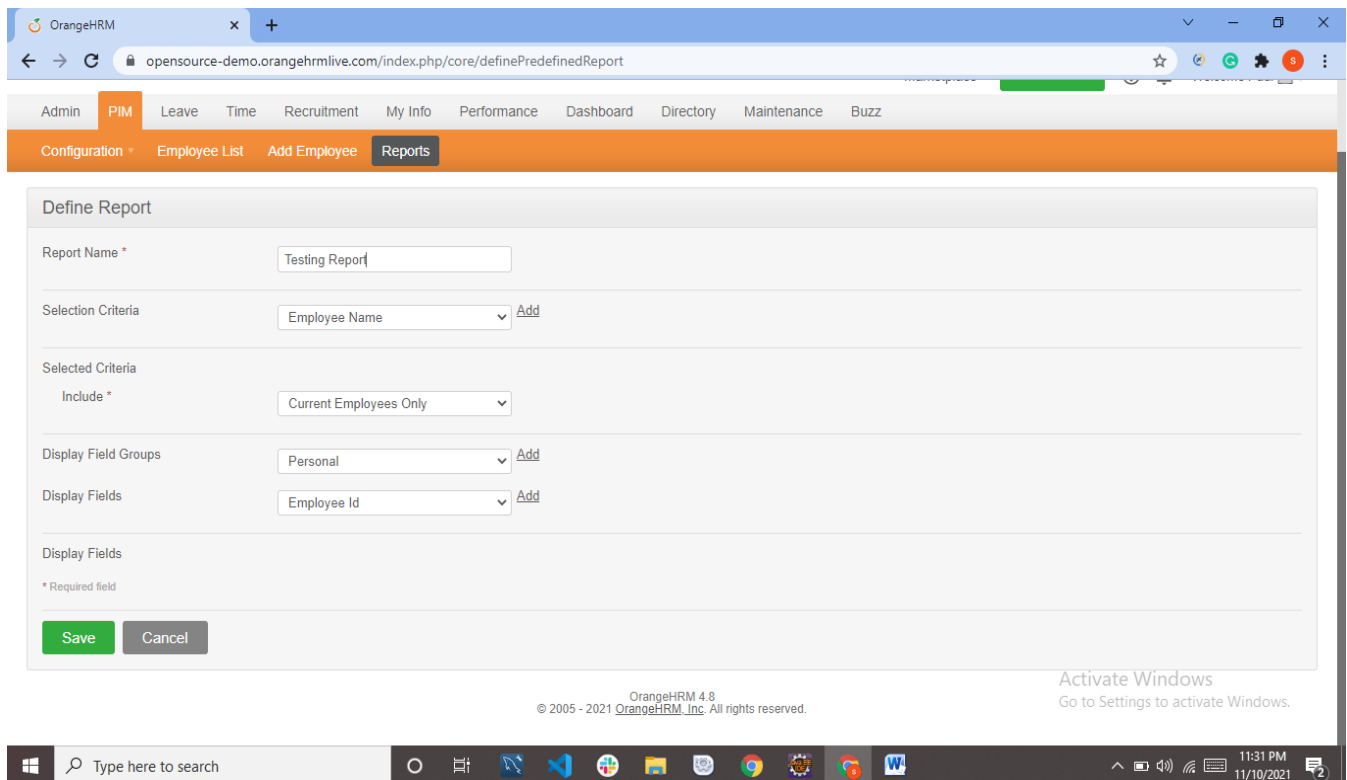 OrangeHRM
opensource-demo.orangehrmlive.com/index.php/core/definePredefinedReport
S
Admin PIM Leave Time Recruitment My Info Performance Dashboard Directory Maintenance Buzz
Configuration Employee List Add Employee Reports
Define Report
Report Name *
Testing Report
Selection Criteria
Employee Name Add
Selected Criteria
Include *
Current Employees Only
Display Field Groups
Personal Add
Display Fields
Employee Id Add
Display Fields
* Required field
Save Cancel
OrangeHRM 4.8
© 2005 - 2021 OrangeHRM, Inc. All rights reserved.
Activate Windows
Go to Settings to activate Windows.
Type here to search
11:31 PM
11/10/2021
2